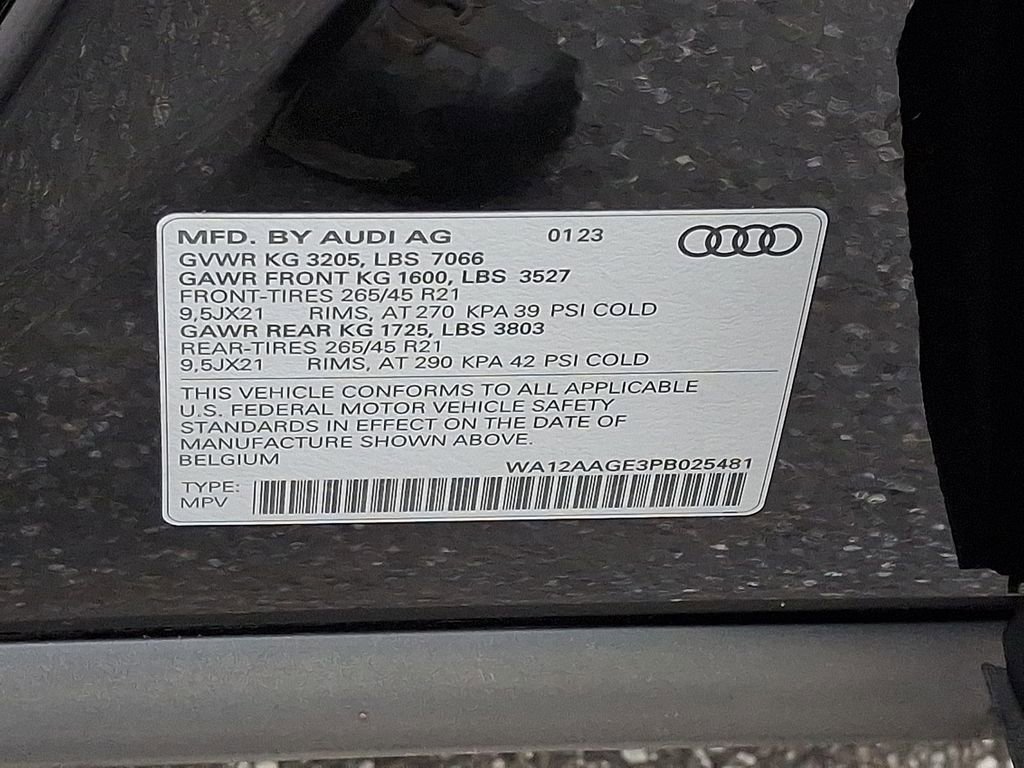 MFD. BY AUDI AG 0123
GVWR KG 3205, LBS 7066
GAWR FRONT KG 1600, LBS 3527
FRONT-TIRES 265/45 R21
9,5JX21 RIMS, AT 270 KPA 39 PSI COLD
GAWR REAR KG 1725, LBS 3803
REAR-TIRES 265/45 R21
9,5JX21 RIMS, AT 290 KPA 42 PSI COLD
THIS VEHICLE CONFORMS TO ALL APPLICABLE
U.S. FEDERAL MOTOR VEHICLE SAFETY
STANDARDS IN EFFECT ON THE DATE OF
MANUFACTURE SHOWN ABOVE.
BELGIUM
WA12AAGE3PB025481
TYPE:
MPV